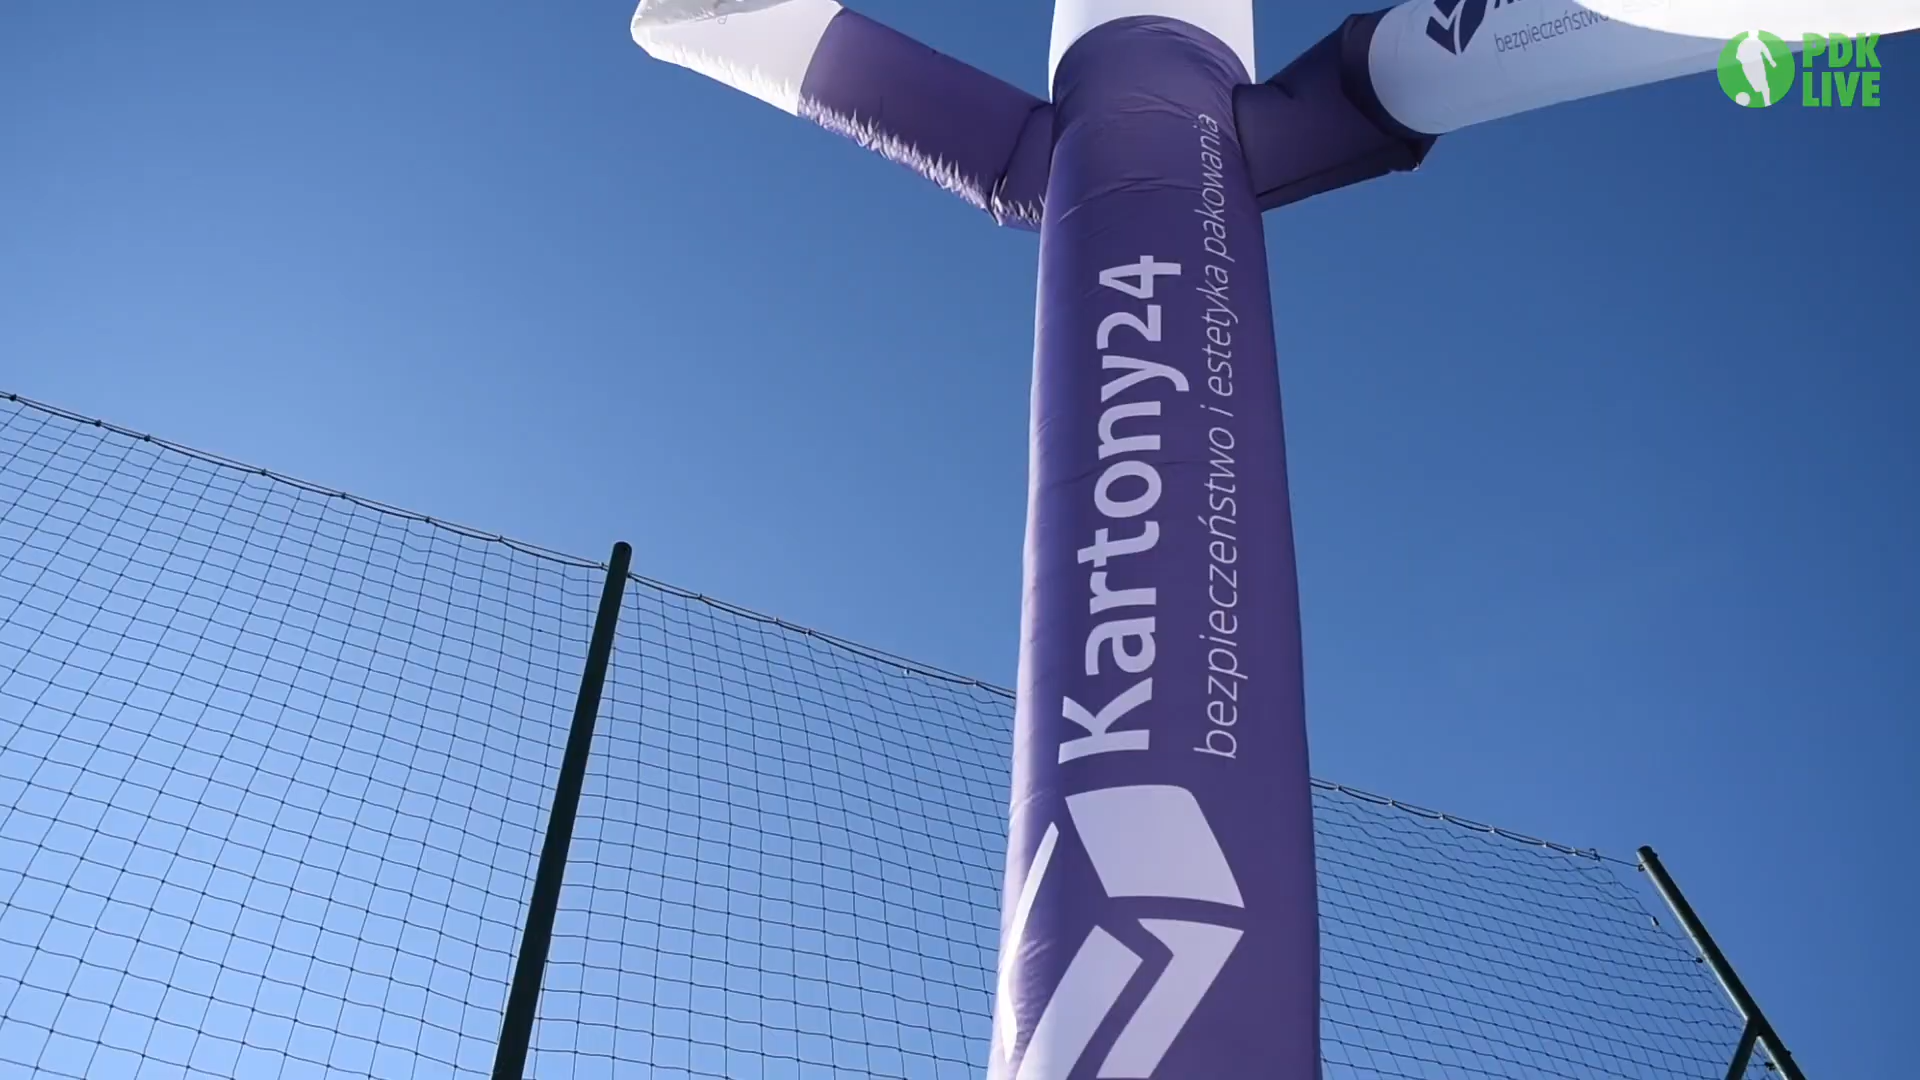 Kartony24
bezpieczeństwo i estetyka pakowania
bezpieczeństwo
PDK
LIVE